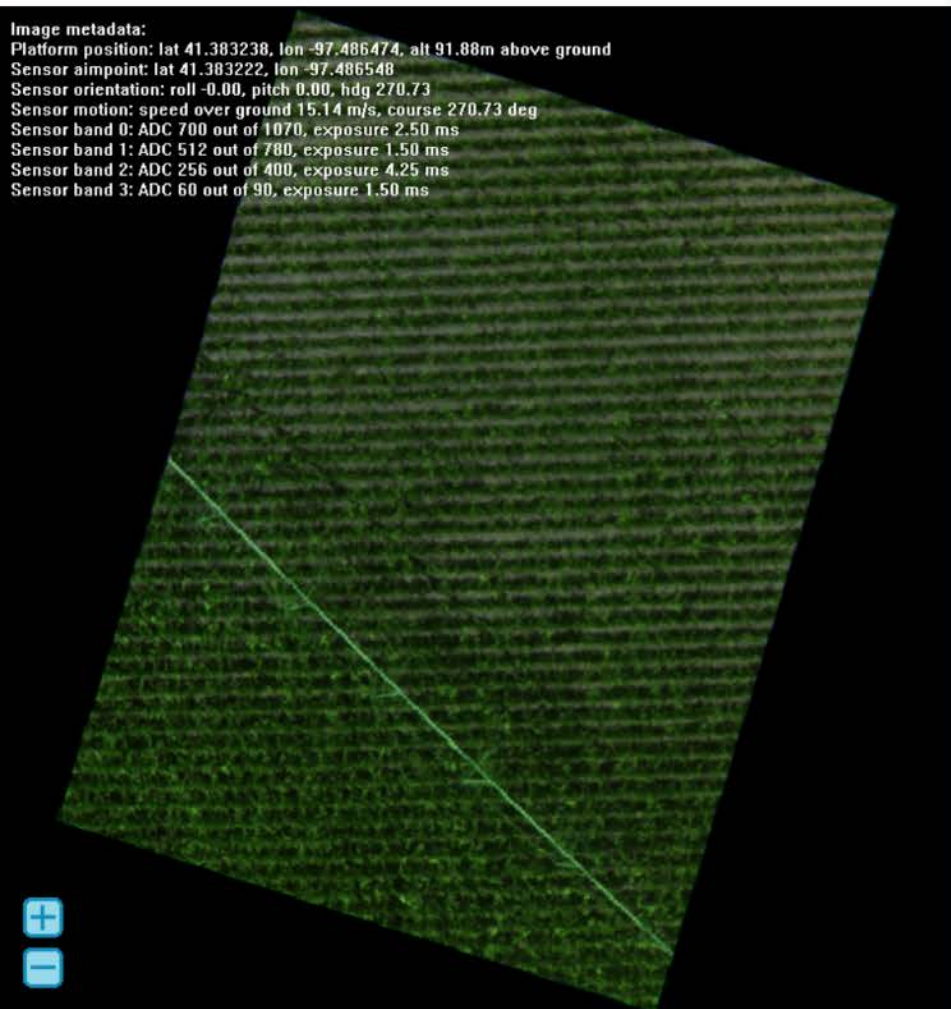 Image metadata:
Platform position: lat 41.383238, lon -97.486474, alt 91.88m above ground
Sensor aimpoint: lat 41.383222, lon -97.486548
Sensor orientation: roll -0.00, pitch 0.00, hdg 270.73
Sensor motion: speed over ground 15.14 m/s, course 270.73 deg
Sensor band 0: ADC 700 out of 1070, exposure 2.50 ms
Sensor band 1: ADC 512 out of 780, exposure 1.50 ms
Sensor band 2: ADC 256 out of 400, exposure 4.25 ms
Sensor band 3: ADC 60 out of 90, exposure 1.50 ms